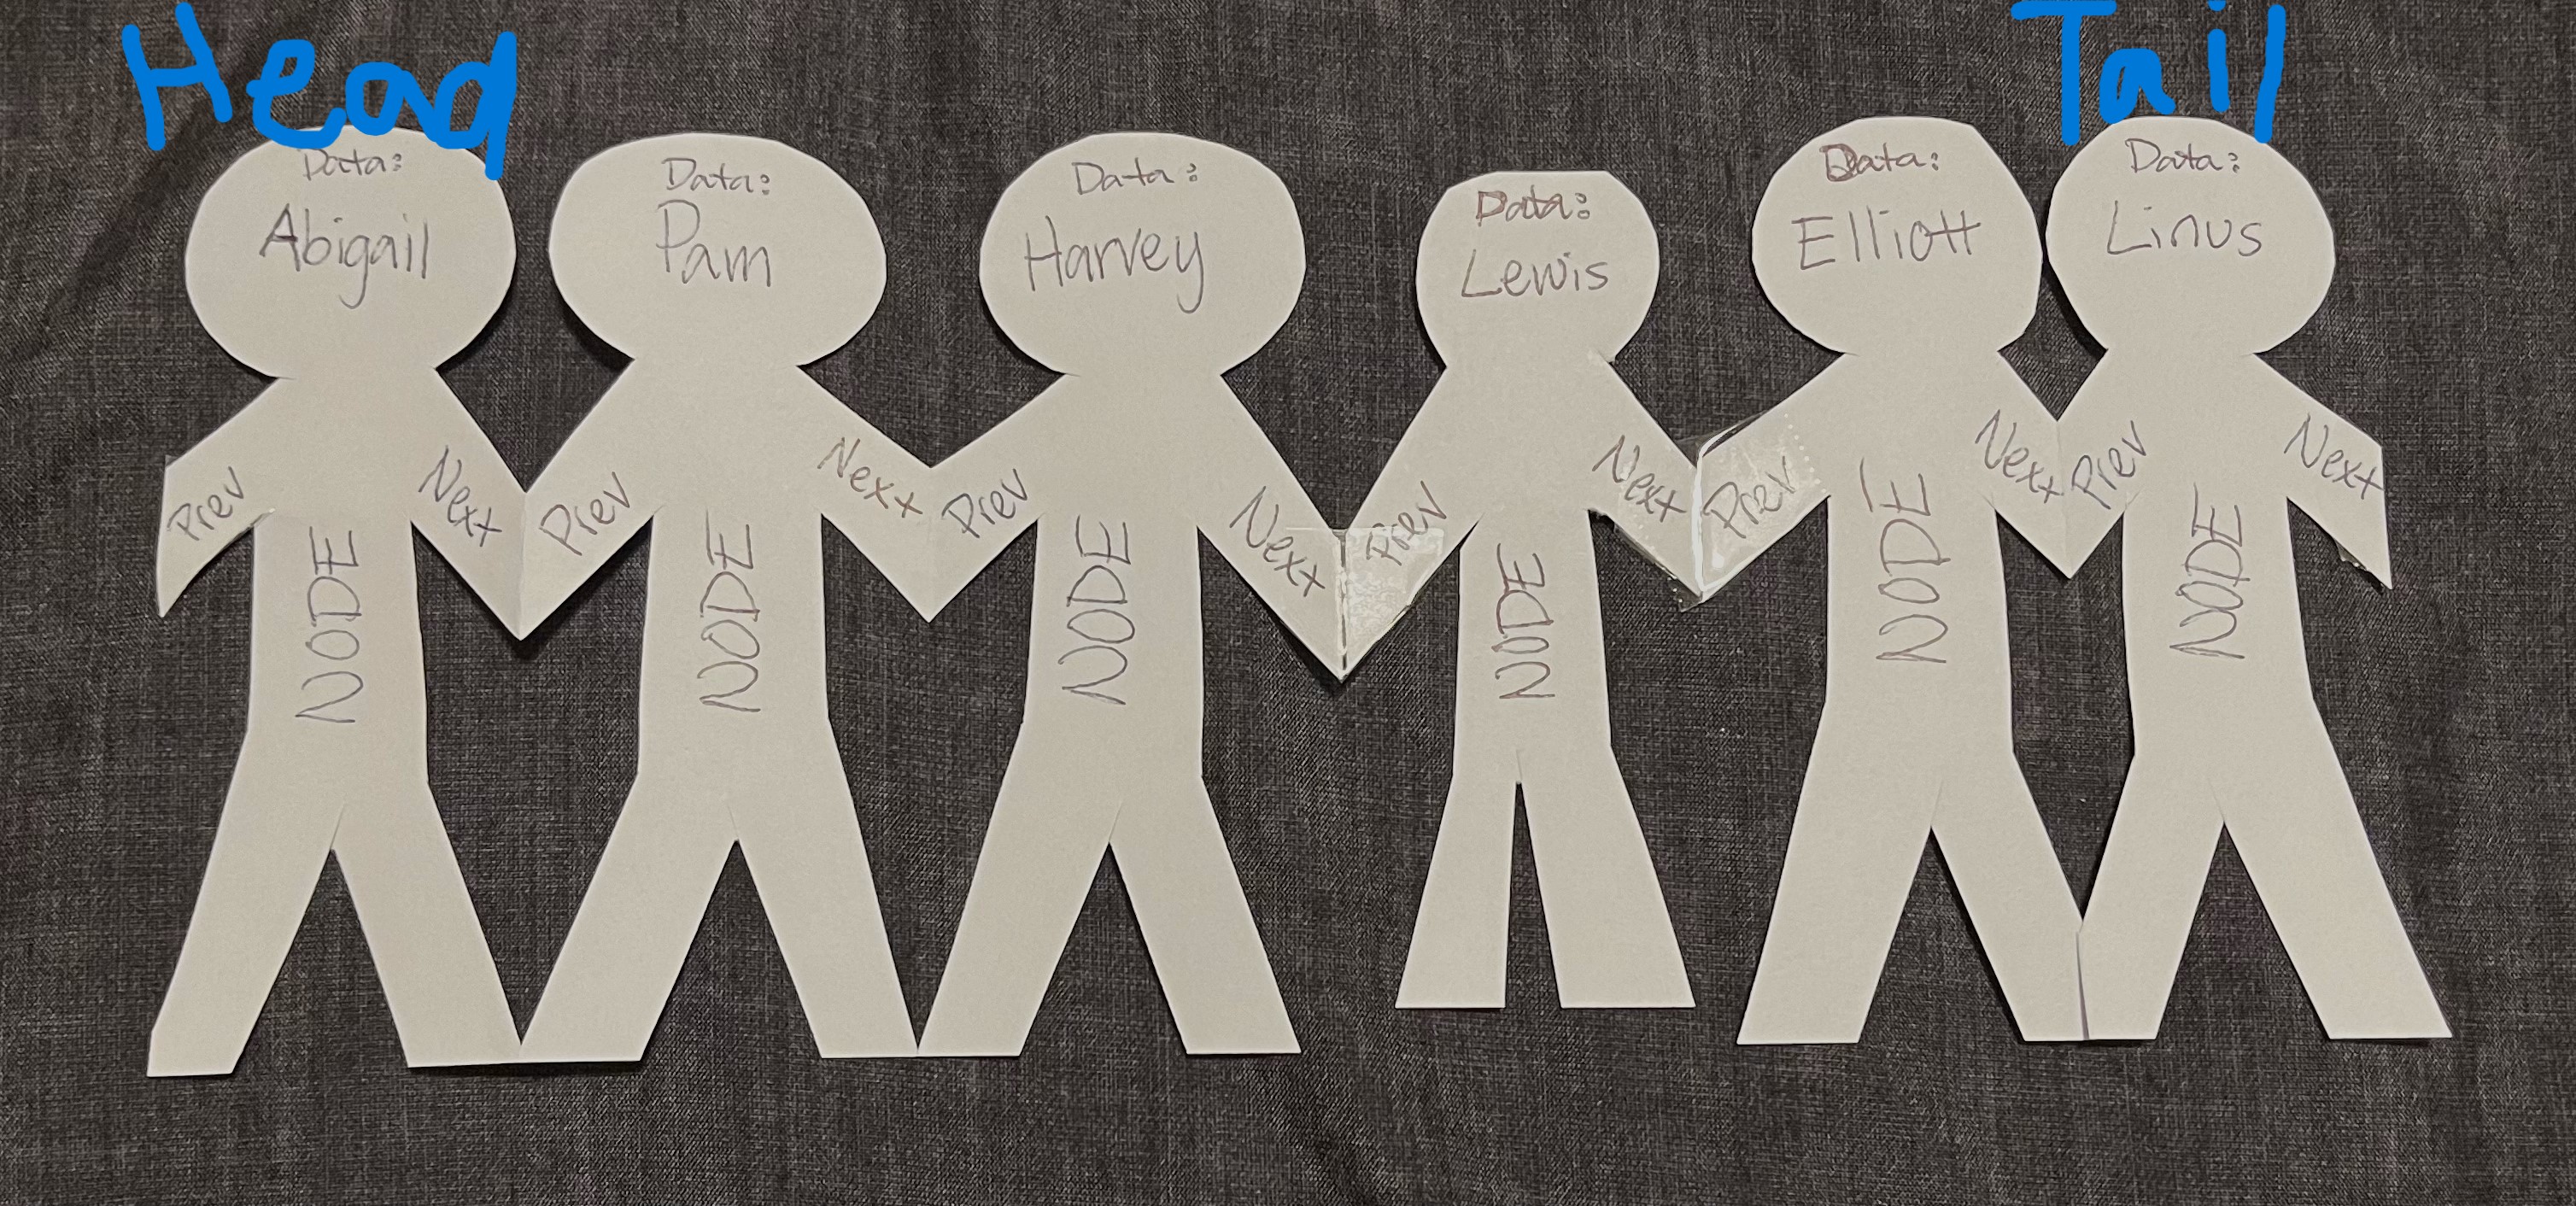 Head
Tail
Data:
Abigail
Prev
Next
NODE
Data:
Pam
Prev
Next
NODE
Data:
Harvey
Prev
Next
NODE
Data:
Lewis
Prev
Next
NODE
Data:
Elliott
Prev
Next
NODE
Data:
Linus
Prev
Next
NODE